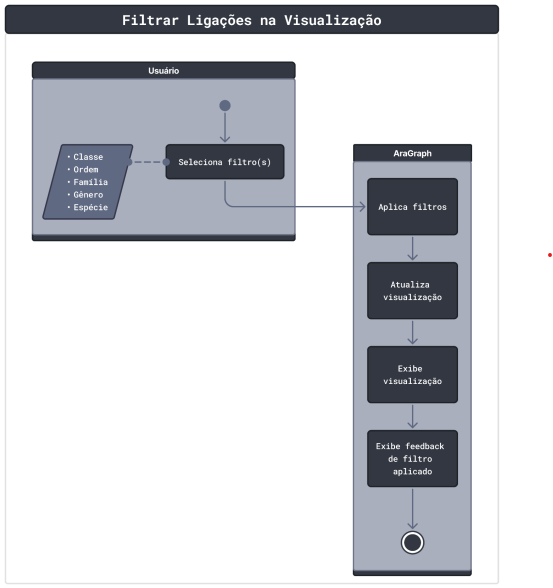 Filtrar Ligações na Visualização
Usuário
• Classe
• Ordem
• Família
• Gênero
• Espécie
Seleciona filtro(s)
AraGraph
Aplica filtros
Atualiza
visualização
Exibe
visualização
Exibe feedback
de filtro
aplicado